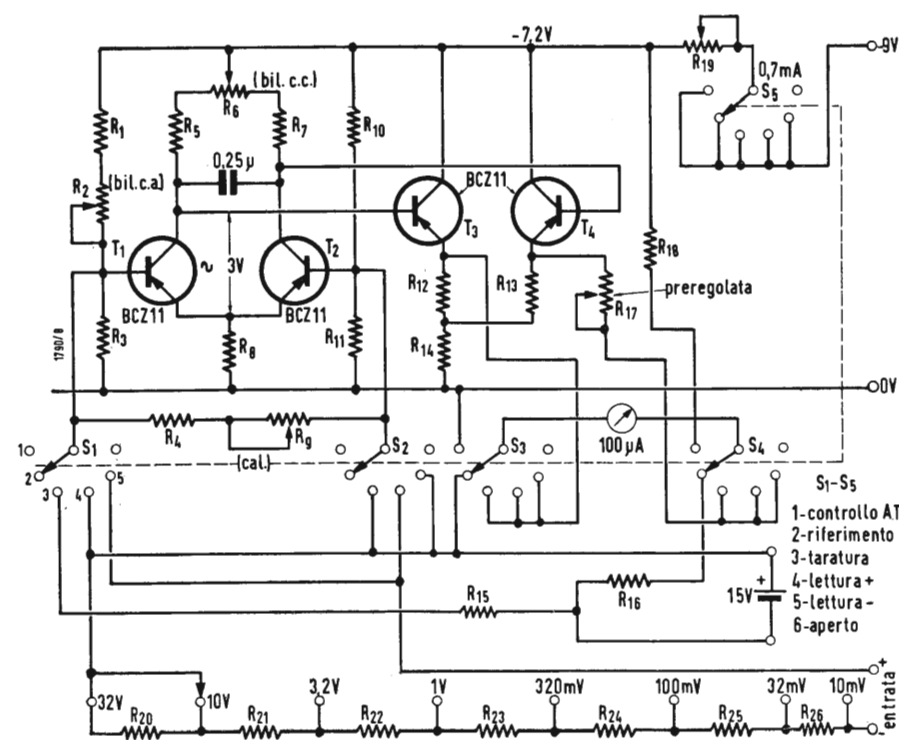 -7,2V
-9V
R19
0,7mA
S5
(bil. c.c.)
R6
R1
R5
R7
R10
0,25µ
BCZ11
R2
(bil.c.a)
T1
T2
T3
T4
R18
~
3V
R12
R13
R17
preregolata
BCZ11
BCZ11
1790/8
R3
R8
R11
R14
0V
R4
R9
100µA
1
S1
S2
S3
S4
2
(cal.)
3
4
5
S1-S5
1-controllo A.T
2-riferimento
3-taratura
4-lettura+
5-lettura-
6-aperto
R15
R16
15V
+
+
entrata
-
32V
10V
3,2V
1V
320mV
100mV
32mV
10mV
R20
R21
R22
R23
R24
R25
R26